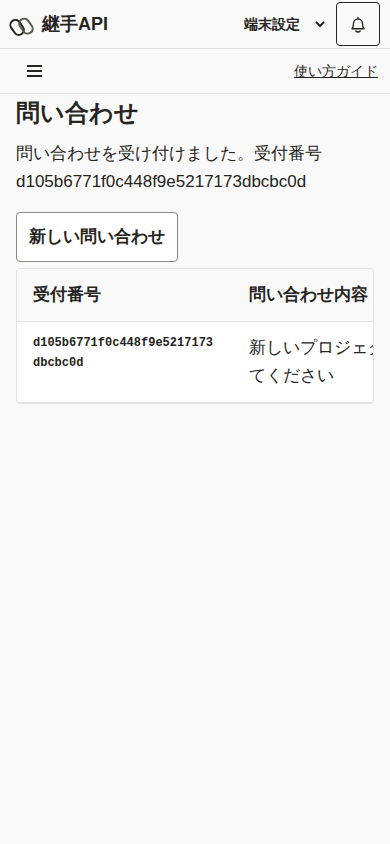 継手API
端末設定
使い方ガイド
問い合わせ
問い合わせを受け付けました。受付番号
d105b6771f0c448f9e5217173dbcbc0d
新しい問い合わせ
受付番号 問い合わせ内容
d105b6771f0c448f9e5217173
dbcbc0d
新しいプロジェ
てください